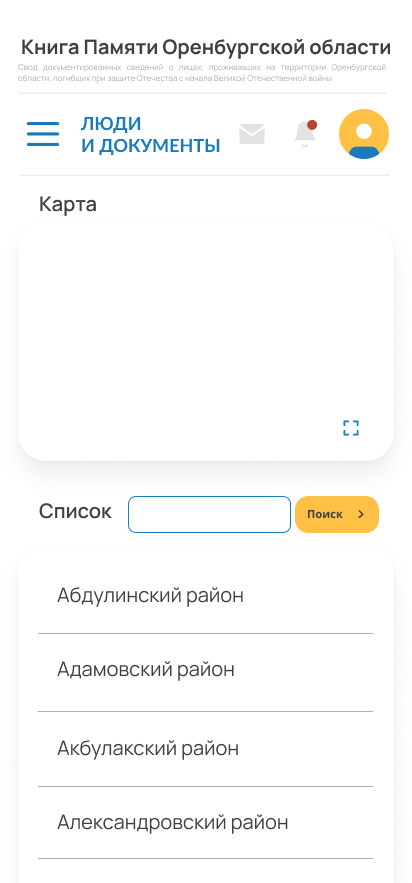 Книга Памяти Оренбургской области
Свод документированных сведений о лицах, проживавших на территории Оренбургской
области, погибших при защите Отечества с начала Великой Отечественной войны
ЛЮДИ
И ДОКУМЕНТЫ
Карта
Список
Поиск
Абдулинский район
Адамовский район
Акбулакский район
Александровский район